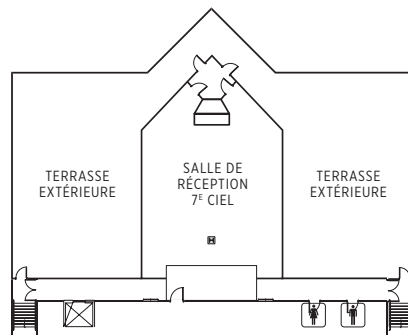 TERRASSE
EXTÉRIEURE
SALLE DE
RÉCEPTION
7E CIEL
TERRASSE
EXTÉRIEURE